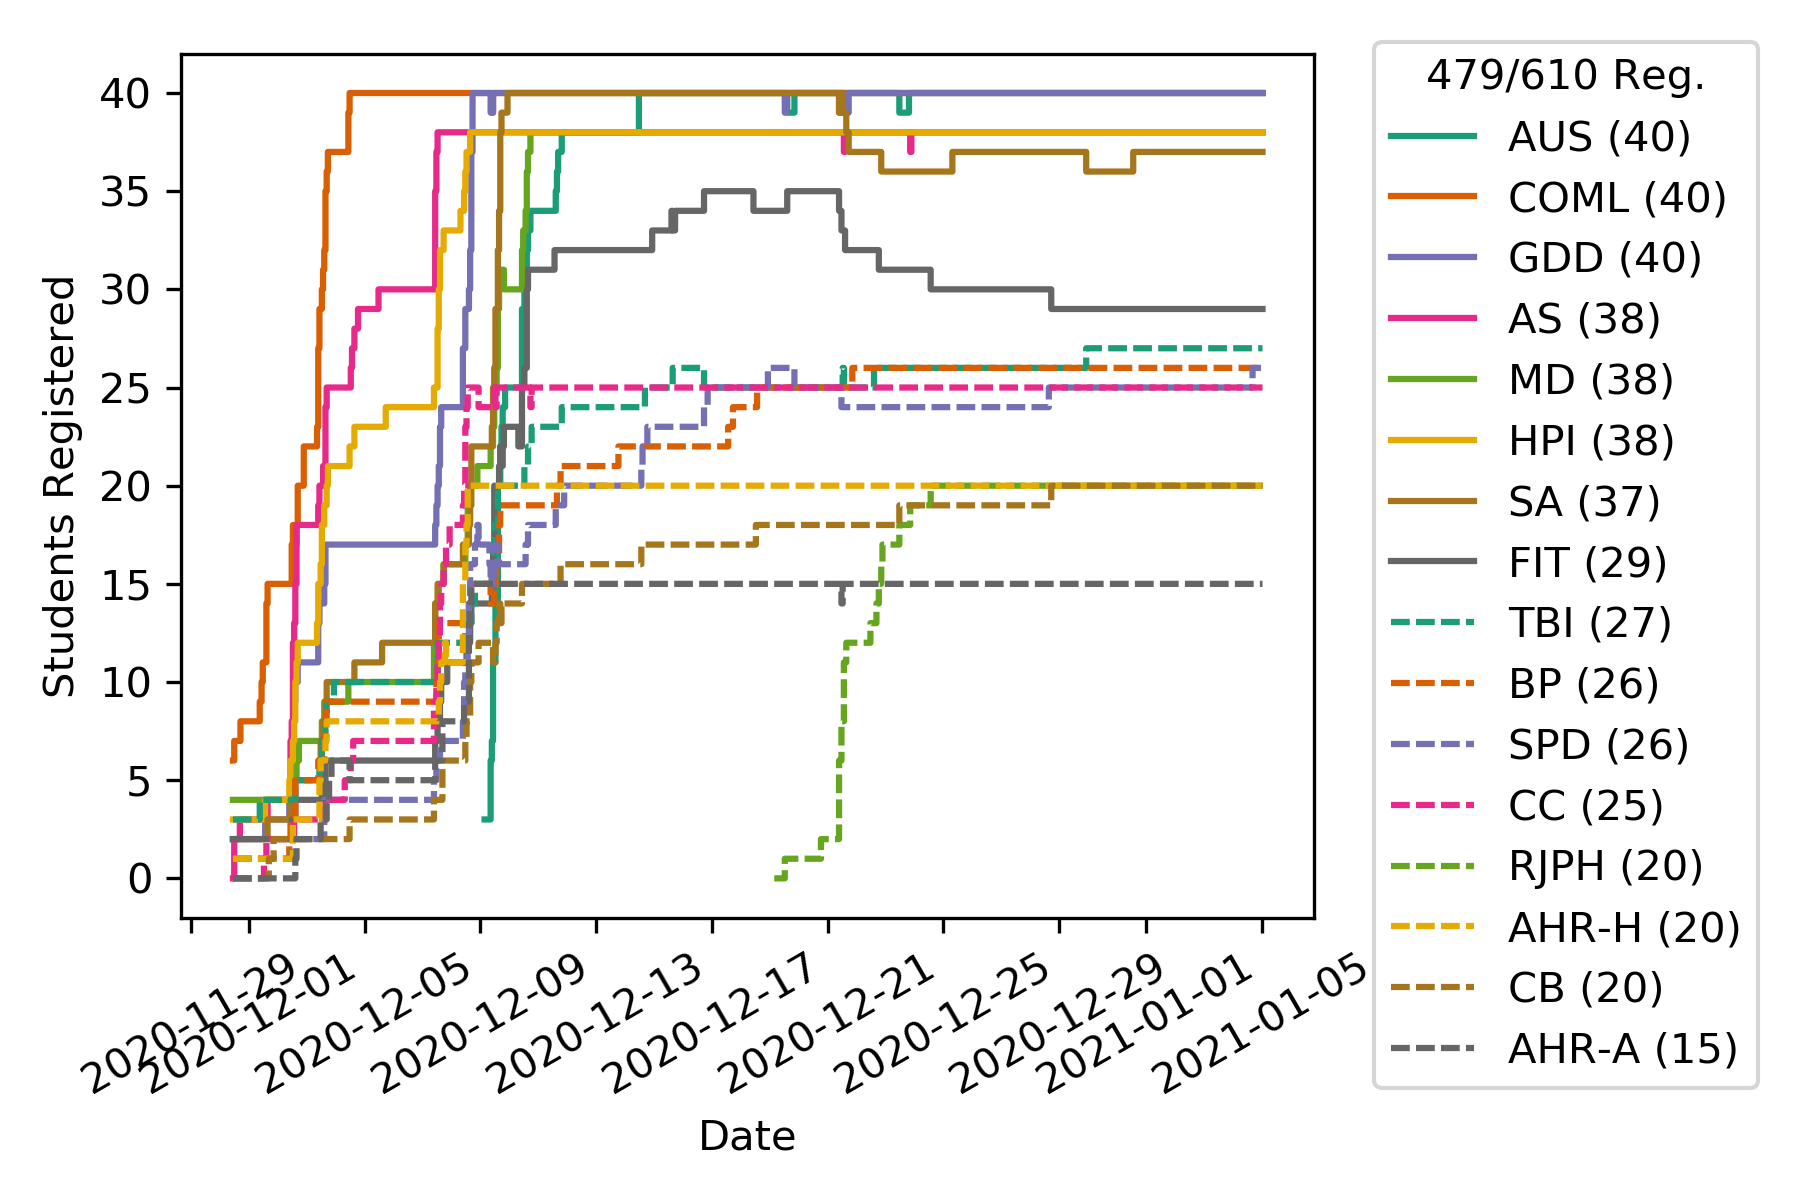 479/610 Reg.
AUS (40)
COML (40)
GDD (40)
AS (38)
MD (38)
HPI (38)
SA (37)
FIT (29)
TBI (27)
BP (26)
SPD (26)
CC (25)
RJPH (20)
AHR-H (20)
CB (20)
AHR-A (15)
Students Registered
40
35
30
25
20
15
10
5
0
2020-11-29
2020-12-01
2020-12-05
2020-12-09
2020-12-13
2020-12-17
2020-12-21
2020-12-25
2020-12-29
2021-01-01
2021-01-05
Date